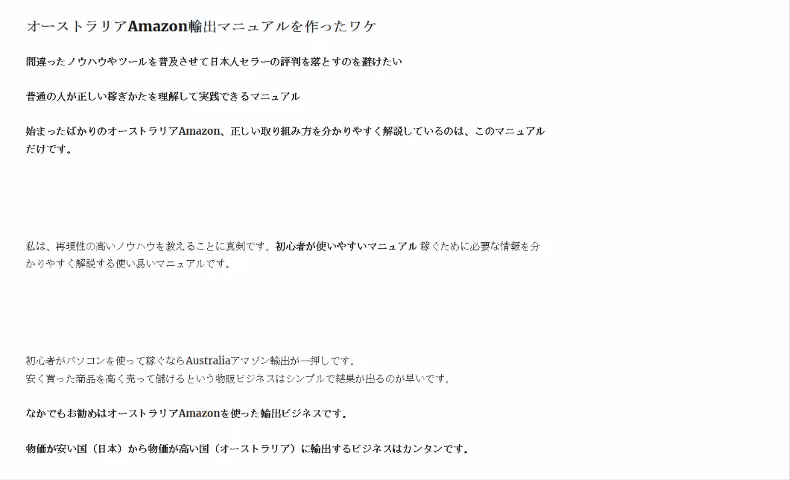 オーストラリアAmazon輸出マニュアルを作ったワケ
間違ったノウハウやツールを普及させて日本人セラーの評判を落とすのを避けたい
普通の人が正しい稼ぎかたを理解して実践できるマニュアル
始まったばかりのオーストラリアAmazon、正しい取り組み方を分かりやすく解説しているのは、このマニュアル
だけです。
私は、再現性の高いノウハウを教えることに真剣です。初心者が使いやすいマニュアル 稼ぐために必要な情報を分
かりやすく解説する使い易いマニュアルです。
初心者がパソコンを使って稼ぐならAustraliaアマゾン輸出が一押しです。
安く買った商品を高く売って儲けるという物販ビジネスはシンプルで結果が出るのが早いです。
なかでもお勧めはオーストラリアAmazonを使った輸出ビジネスです。
物価が安い国（日本）から物価が高い国（オーストラリア）に輸出するビジネスはカンタンです。